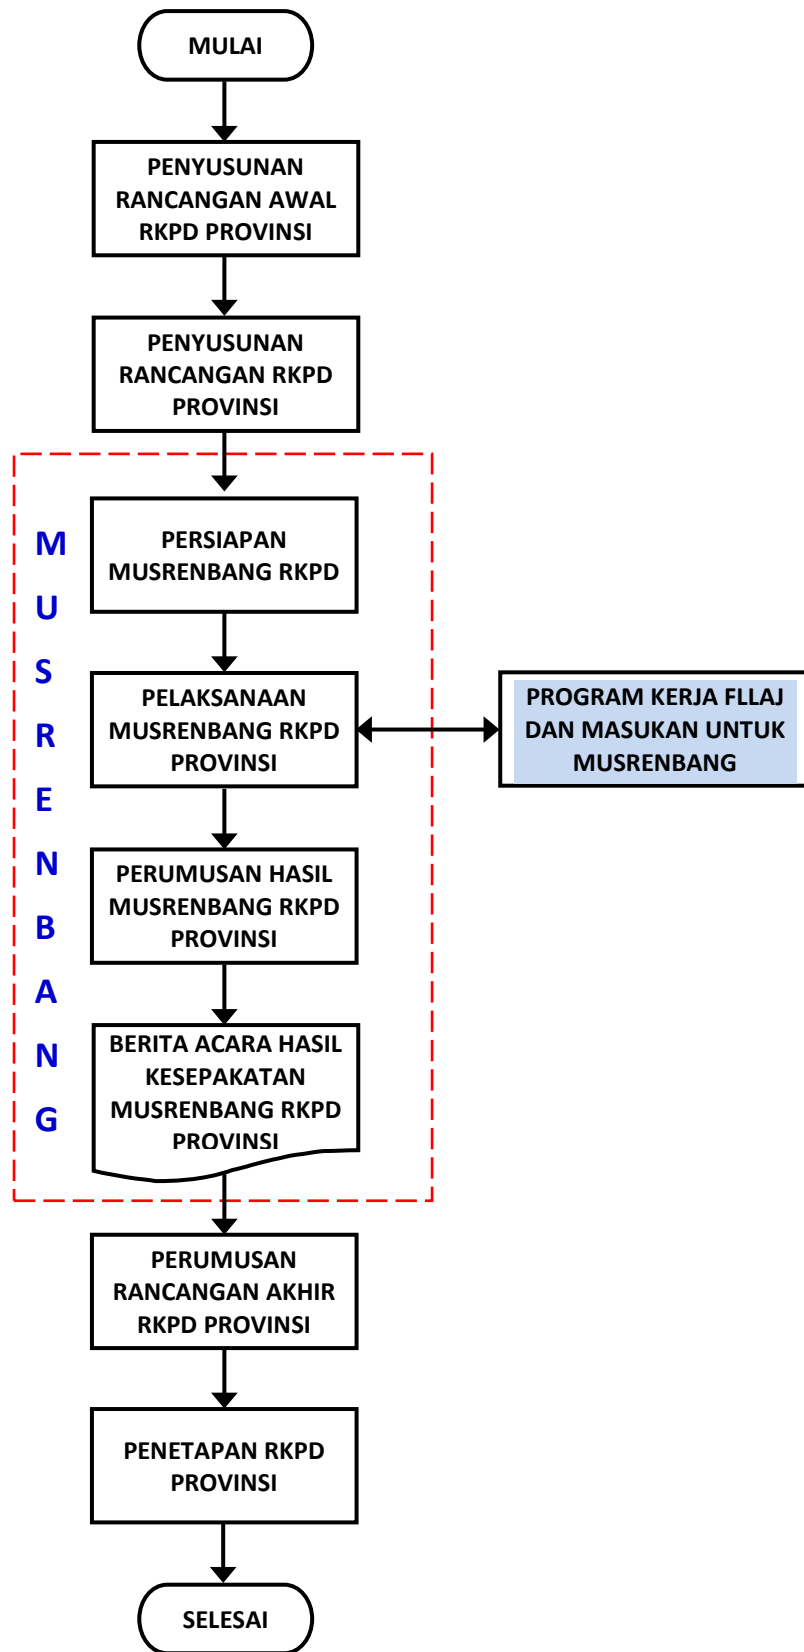 MULAI
PENYUSUNAN
RANCANGAN AWAL
RKPD PROVINSI
PENYUSUNAN
RANCANGAN RKPD
PROVINSI
MUSRENBANG
PERSIAPAN
MUSRENBANG RKPD
PELAKSANAAN
MUSRENBANG RKPD
PROVINSI
PROGRAM KERJA FLLAJ
DAN MASUKAN UNTUK
MUSRENBANG
PERUMUSAN HASIL
MUSRENBANG RKPD
PROVINSI
BERITA ACARA HASIL
KESEPAKATAN
MUSRENBANG RKPD
PROVINSI
PERUMUSAN
RANCANGAN AKHIR
RKPD PROVINSI
PENETAPAN RKPD
PROVINSI
SELESAI